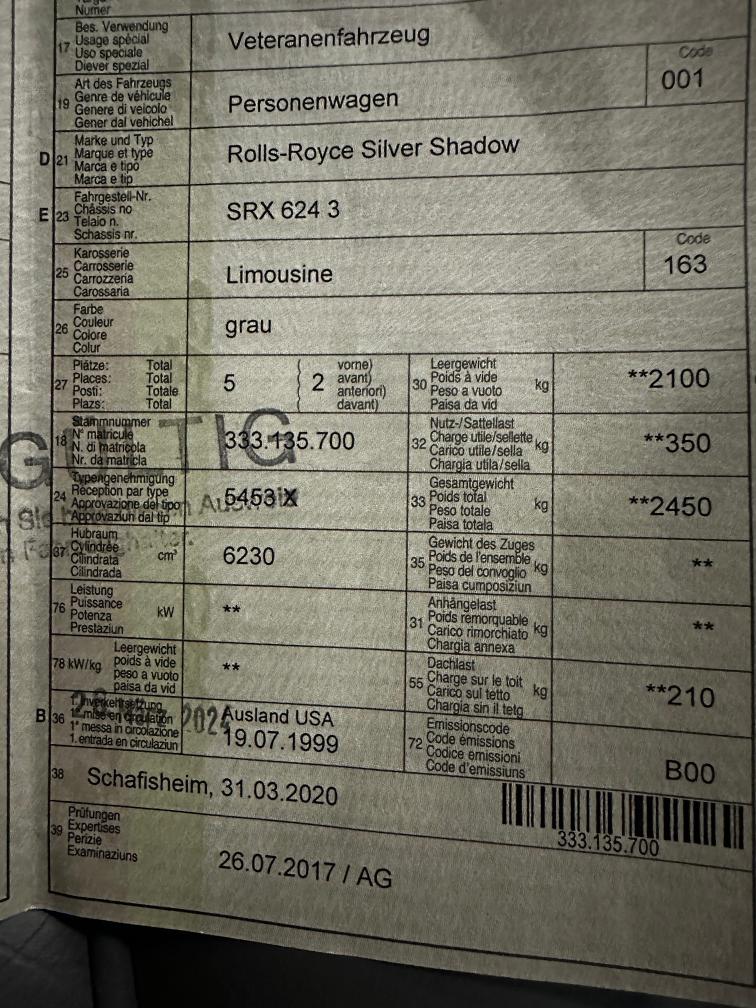 Numer
17 Bes. Verwendung
Usage spécial
Uso speciale
Diever spezial
Veteranenfahrzeug
19 Art des Fahrzeugs
Genre de véhicule
Genere di veicolo
Gener dal vehichel
Personenwagen
Code
001
D 21 Marke und Typ
Marque et type
Marca e tipo
Marca e tip
Rolls-Royce Silver Shadow
E 23 Fahrgestell-Nr.
Châssis no
Telaio n.
Schassis nr.
SRX 624 3
25 Karosserie
Carrosserie
Carrozzeria
Carossaria
Limousine
Code
163
26 Farbe
Couleur
Colore
Colur
grau
27 Plätze: Total
Places: Total
Posti: Totale
Plazs: Total
5
2
vorne)
avant)
anteriori)
davant)
30 Leergewicht
Poids à vide
Peso a vuoto
Paisa da vid
kg
**2100
18 Stammnummer
N° matricule
N. di matricola
Nr. da matricla
333.135.700
32 Nutz-/Sattellast
Charge utile/sellette
Carico utile/sella
Chargia utila/sella
kg
**350
24 Typengenehmigung
Réception par type
Approvazione del tipo
Approvaziun dal tip
5453 X
33 Gesamtgewicht
Poids total
Peso totale
Paisa totala
kg
**2450
37 Hubraum
Cylindrée
Cilindrata
Cilindrada
cm³
6230
35 Gewicht des Zuges
Poids de l'ensemble
Peso del convoglio
Paisa cumposiziun
kg
**
76 Leistung
Puissance
Potenza
Prestaziun
kW
**
31 Anhängelast
Poids remorquable
Carico rimorchiato
Chargia annexa
kg
**
78 kW/kg
Leergewicht
poids à vide
peso a vuoto
paisa da vid
**
55 Dachlast
Charge sur le toit
Carico sul tetto
Chargia sin il tetg
kg
**210
B 36 1. Inverkehrsetzung
1re mise en circulation
1a messa in circolazione
1. entrada en circulaziun
Ausland USA
19.07.1999
72 Emissionscode
Code émissions
Codice emissioni
Code d'emissiuns
B00
38 Schafisheim, 31.03.2020
333.135.700
39 Prüfungen
Expertises
Perizie
Examinaziuns
26.07.2017 / AG